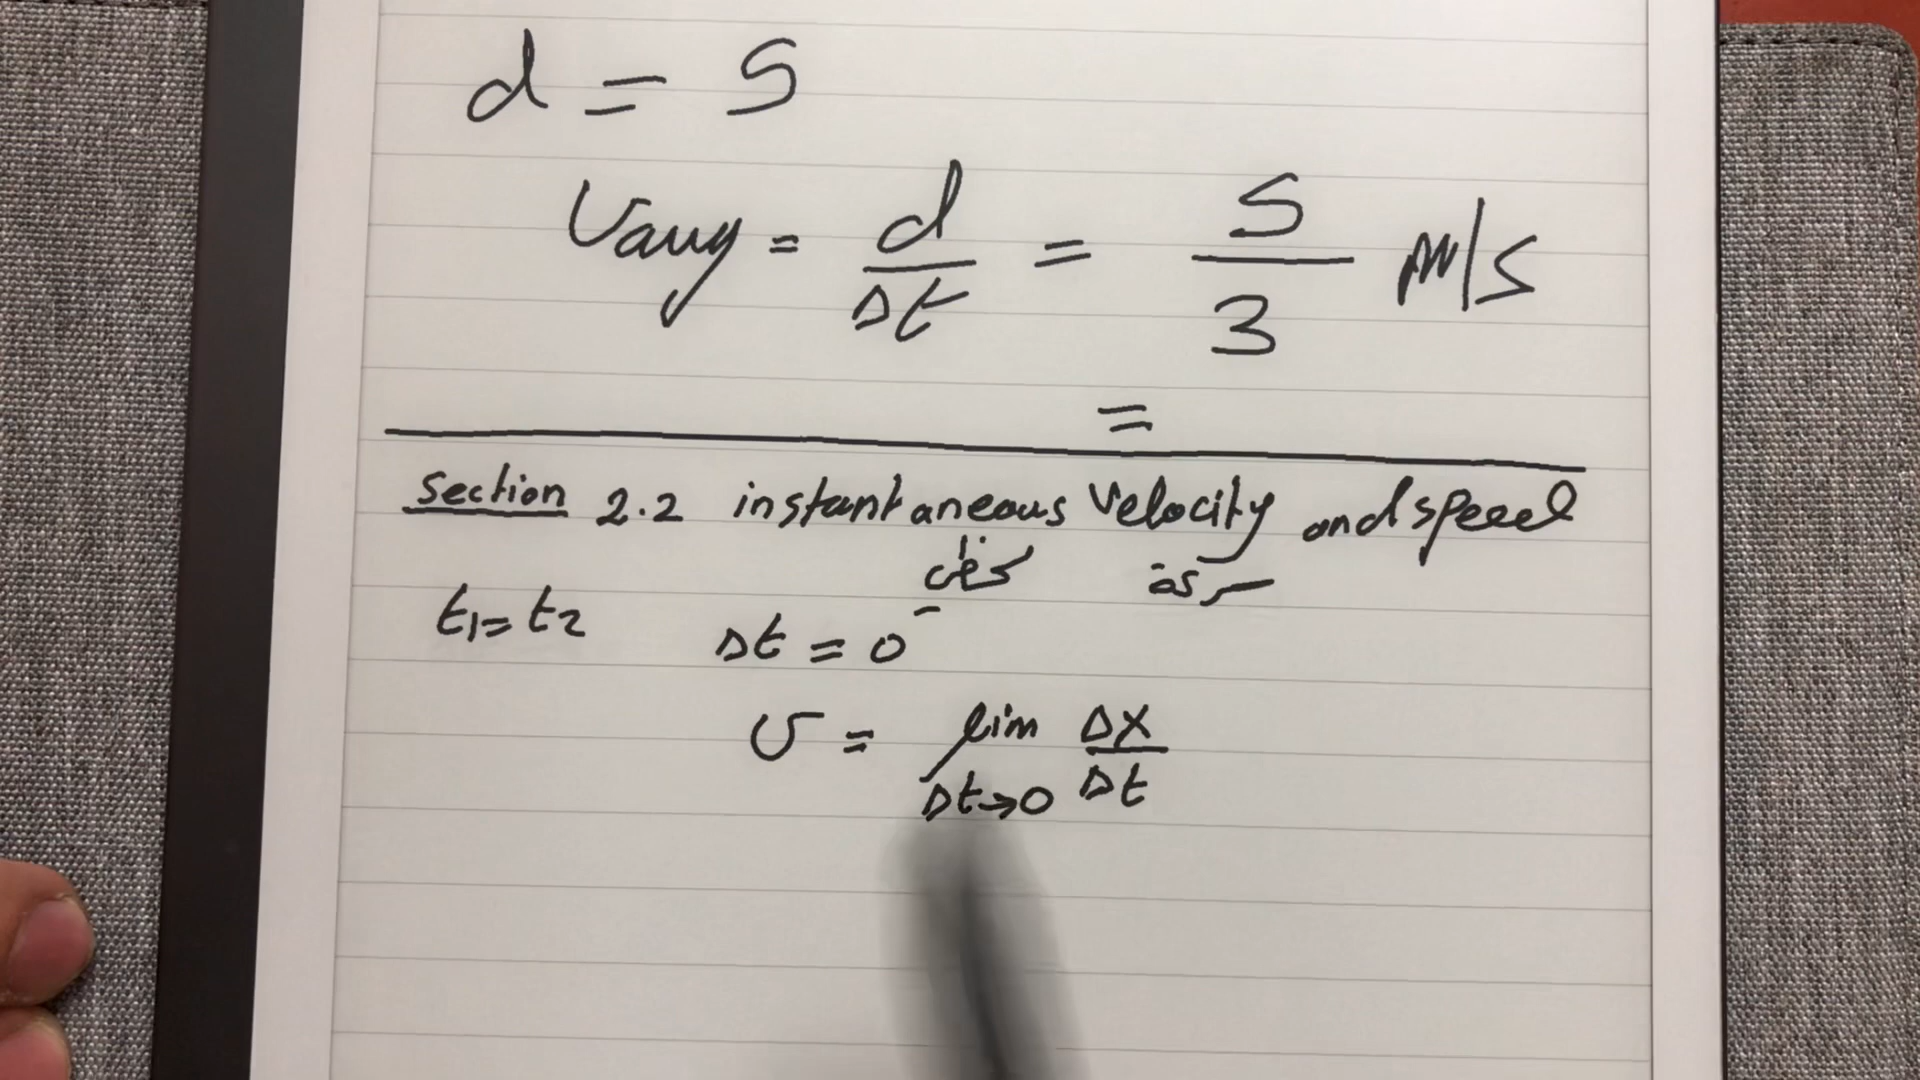 d = 5
Vavg = d/Δt = 5/3 m/s
=
section 2.2 instantaneous velocity and speed
سرعة
t1 = t2 Δt = 0
v = lim Δt→0 Δx/Δt